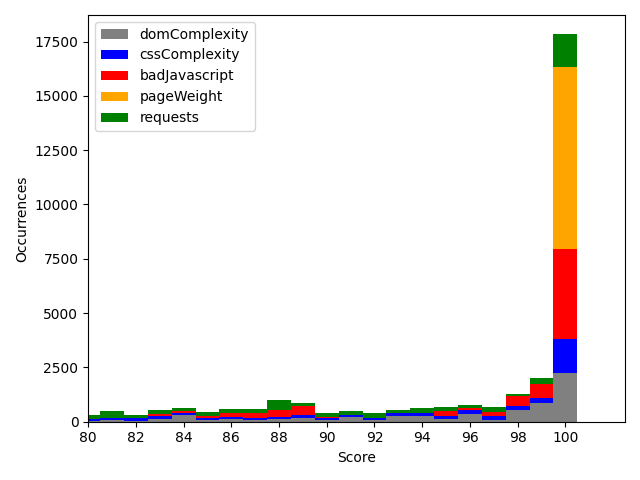 domComplexity
cssComplexity
badJavascript
pageWeight
requests
17500
15000
12500
10000
7500
5000
2500
0
Occurrences
80 82 84 86 88 90 92 94 96 98 100
Score